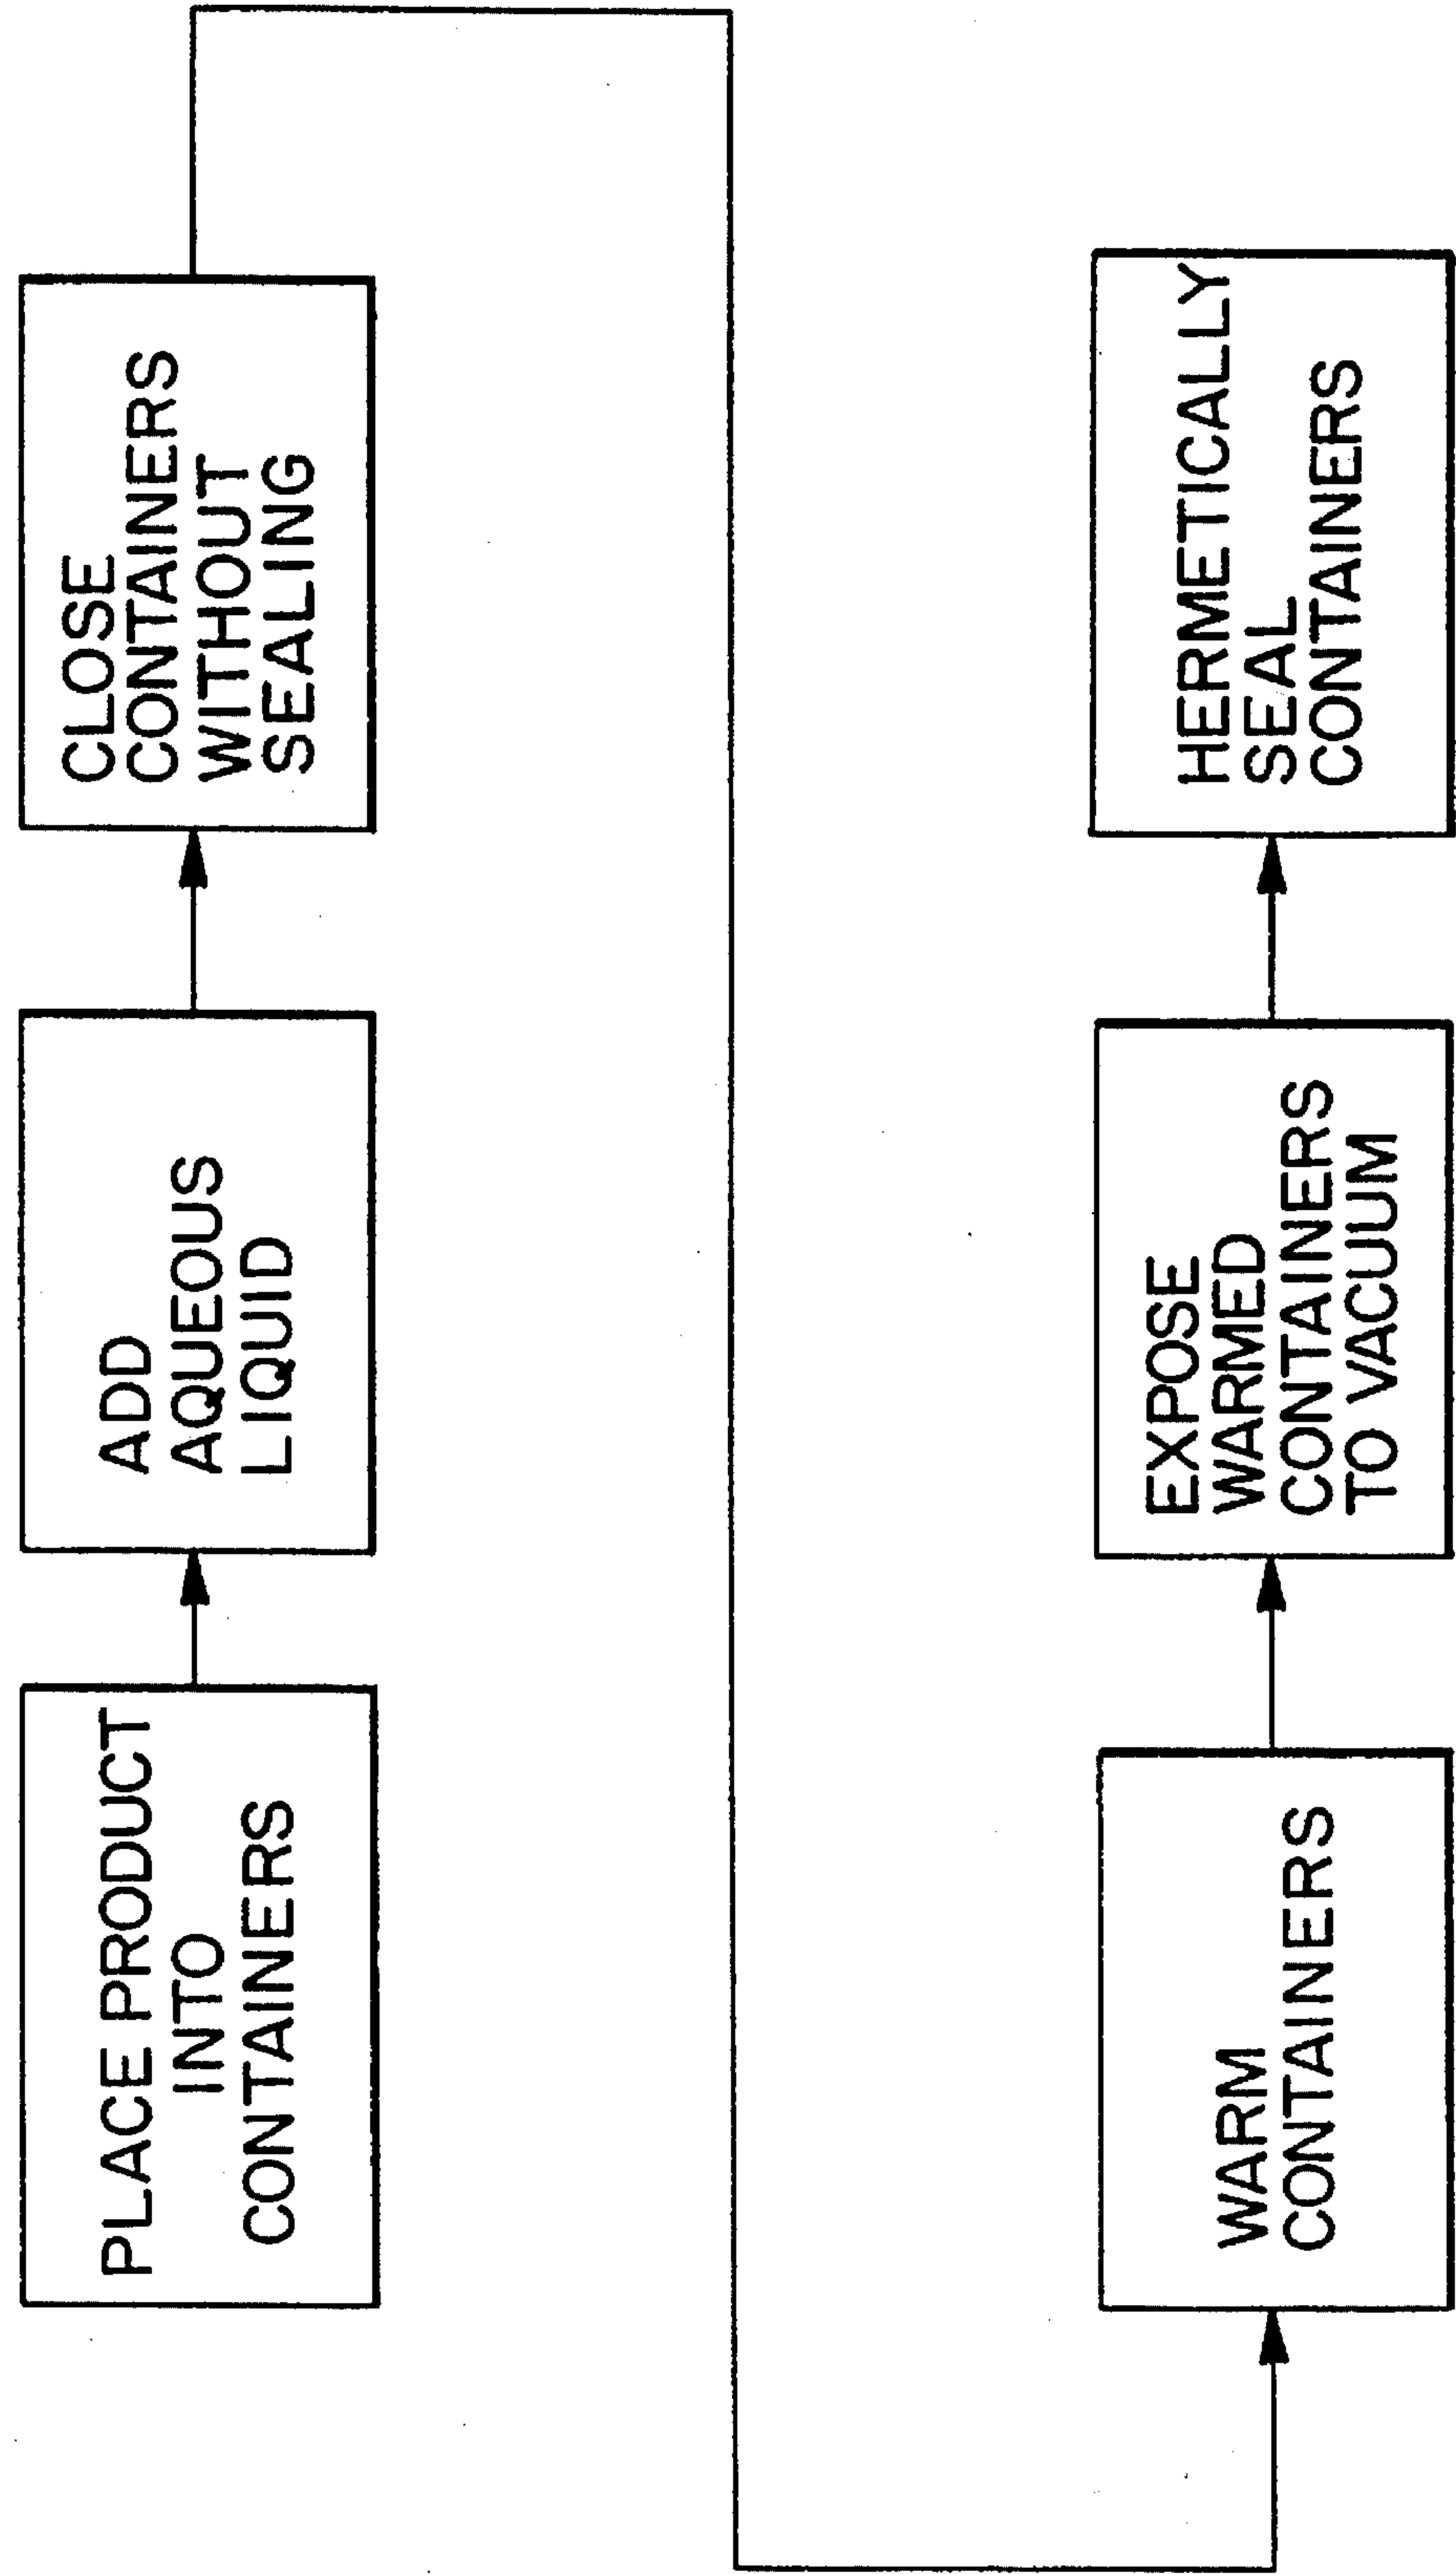 PLACE PRODUCT
INTO
CONTAINERS
ADD
AQUEOUS
LIQUID
CLOSE
CONTAINERS
WITHOUT
SEALING
WARM
CONTAINERS
EXPOSE
WARMED
CONTAINERS
TO VACUUM
HERMETICALLY
SEAL
CONTAINERS